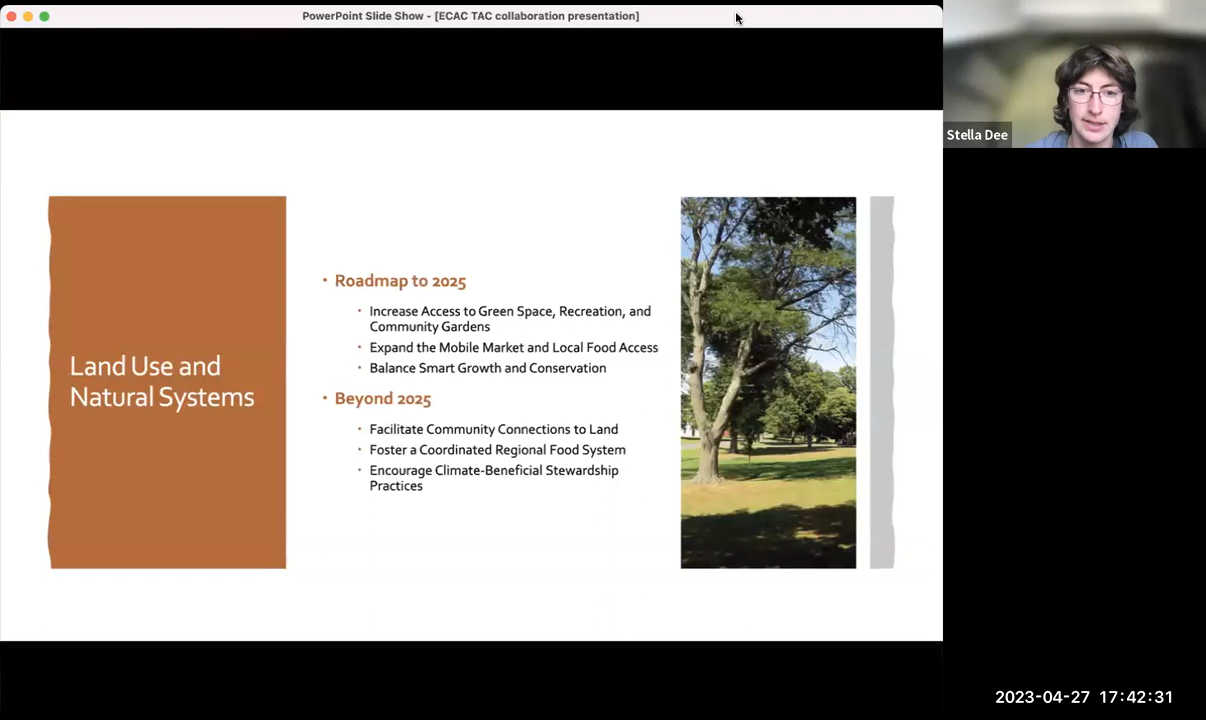 PowerPoint Slide Show - [ECAC TAC collaboration presentation]
Stella Dee
Land Use and
Natural Systems
• Roadmap to 2025
• Increase Access to Green Space, Recreation, and
Community Gardens
• Expand the Mobile Market and Local Food Access
• Balance Smart Growth and Conservation
• Beyond 2025
• Facilitate Community Connections to Land
• Foster a Coordinated Regional Food System
• Encourage Climate-Beneficial Stewardship
Practices
2023-04-27 17:42:31